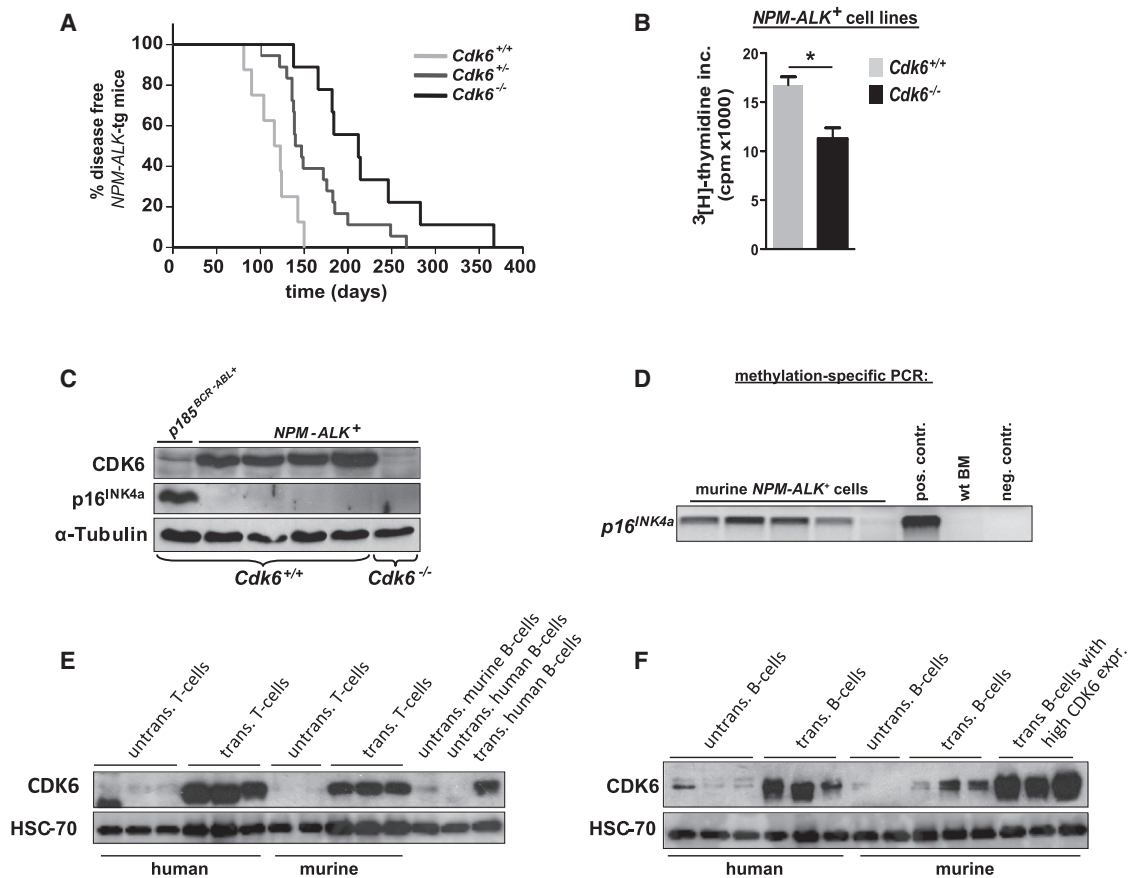 A
% disease free
NPM-ALK-tg mice
100
80
60
40
20
0
0 50 100 150 200 250 300 350 400
time (days)
Cdk6 +/+
Cdk6 +/-
Cdk6 -/-
B
NPM-ALK+ cell lines
3[H]-thymidine inc.
(cpm x1000)
20
15
10
5
0
*
Cdk6+/+
Cdk6-/-
C
p185 BCR-ABL+
NPM-ALK+
CDK6
p16INK4a
α-Tubulin
Cdk6+/+ Cdk6-/-
D
methylation-specific PCR:
murine NPM-ALK+ cells
pos. contr.
wt BM
neg. contr.
p16INK4a
E
untrans. T-cells
trans. T-cells
untrans. T-cells
trans. T-cells
untrans. murine B-cells
untrans. human B-cells
trans. human B-cells
CDK6
HSC-70
human murine
F
untrans. B-cells
trans. B-cells
untrans. B-cells
trans. B-cells
trans. B-cells with
high CDK6 expr.
CDK6
HSC-70
human murine